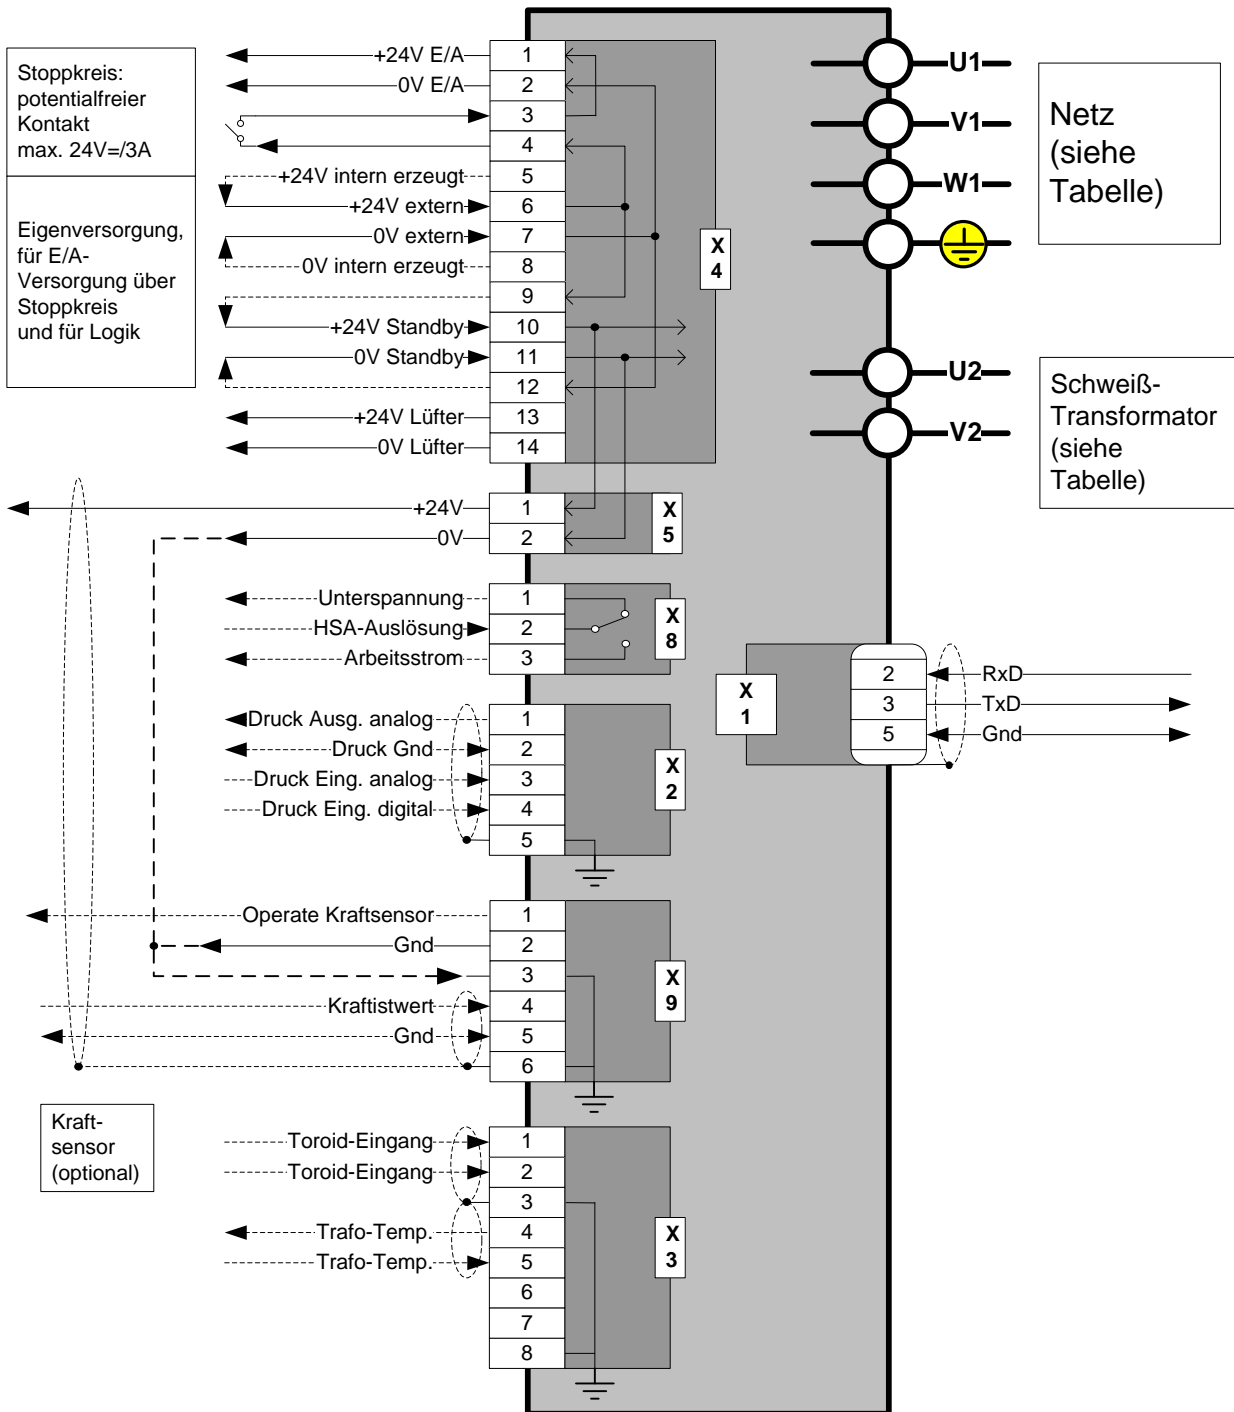 Stoppkreis:
potentialfreier
Kontakt
max. 24V=/3A
Eigenversorgung,
für E/A-
Versorgung über
Stoppkreis
und für Logik
+24V E/A 1
0V E/A 2
3
4
+24V intern erzeugt 5
+24V extern 6
0V extern 7
0V intern erzeugt 8
9
+24V Standby 10
0V Standby 11
12
+24V Lüfter 13
0V Lüfter 14
X
4
+24V 1
0V 2
X
5
Unterspannung 1
HSA-Auslösung 2
Arbeitsstrom 3
X
8
Druck Ausg. analog 1
Druck Gnd 2
Druck Eing. analog 3
Druck Eing. digital 4
5
X
2
Operate Kraftsensor 1
Gnd 2
3
Kraftistwert 4
Gnd 5
6
X
9
Kraft-
sensor
(optional)
Toroid-Eingang 1
Toroid-Eingang 2
3
Trafo-Temp. 4
Trafo-Temp. 5
6
7
8
X
3
U1
V1
W1
Netz
(siehe
Tabelle)
U2
V2
Schweiß-
Transformator
(siehe
Tabelle)
X
1
2 RxD
3 TxD
5 Gnd